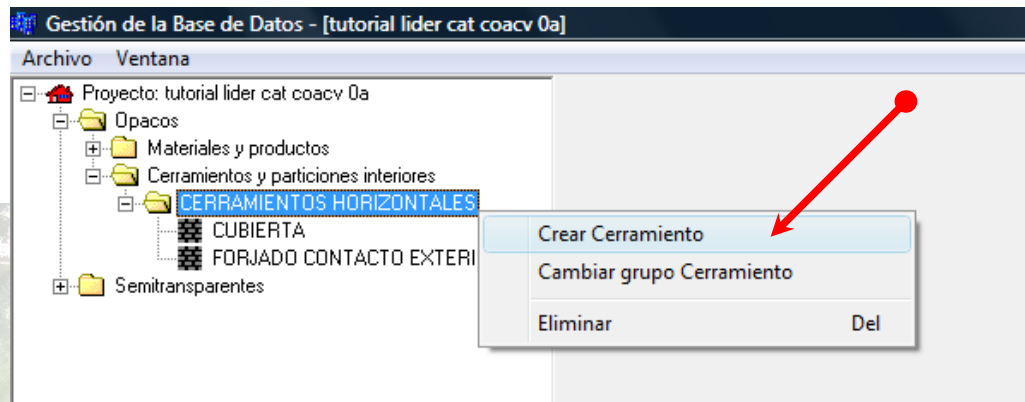 Gestión de la Base de Datos - [tutorial lider cat coacv 0a]
Archivo Ventana
Proyecto: tutorial lider cat coacv 0a
Opacos
Materiales y productos
Cerramientos y particiones interiores
CERRAMIENTOS HORIZONTALES
CUBIERTA
FORJADO CONTACTO EXTERI
Semitransparentes
Crear Cerramiento
Cambiar grupo Cerramiento
Eliminar Del